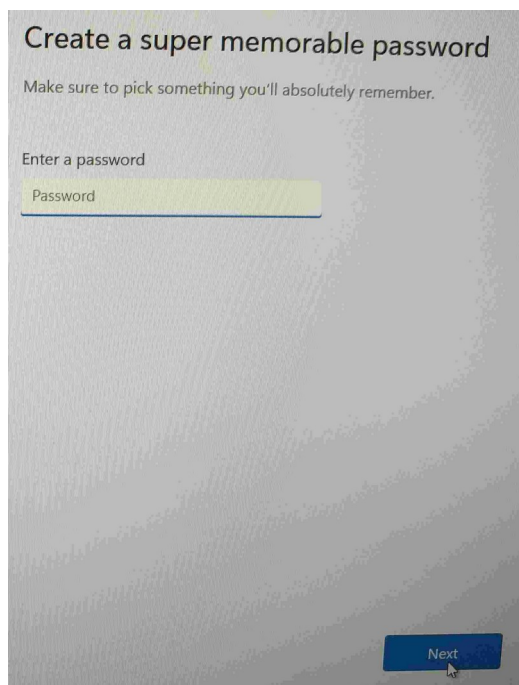 Create a super memorable password
Make sure to pick something you'll absolutely remember.
Enter a password
Password
Next